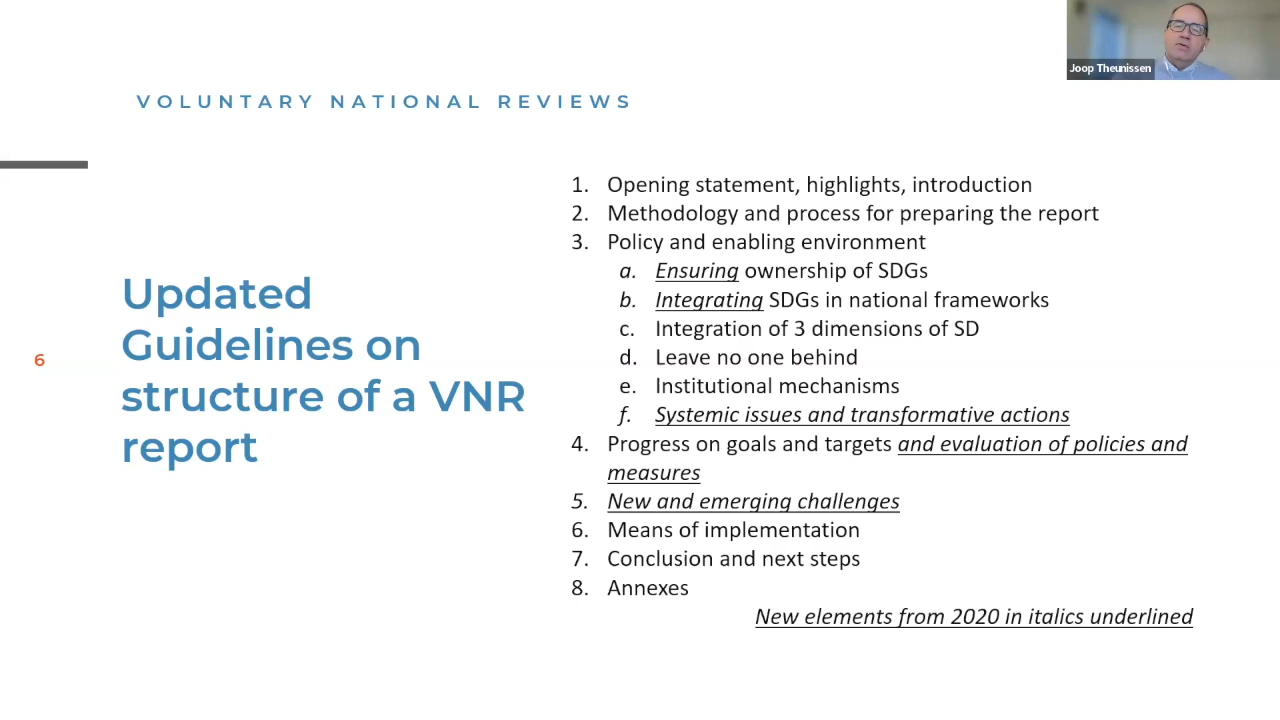 Joop Theunissen
VOLUNTARY NATIONAL REVIEWS
Updated
Guidelines on
structure of a VNR
report
6
1. Opening statement, highlights, introduction
2. Methodology and process for preparing the report
3. Policy and enabling environment
a. Ensuring ownership of SDGs
b. Integrating SDGs in national frameworks
c. Integration of 3 dimensions of SD
d. Leave no one behind
e. Institutional mechanisms
f. Systemic issues and transformative actions
4. Progress on goals and targets and evaluation of policies and
measures
5. New and emerging challenges
6. Means of implementation
7. Conclusion and next steps
8. Annexes
New elements from 2020 in italics underlined